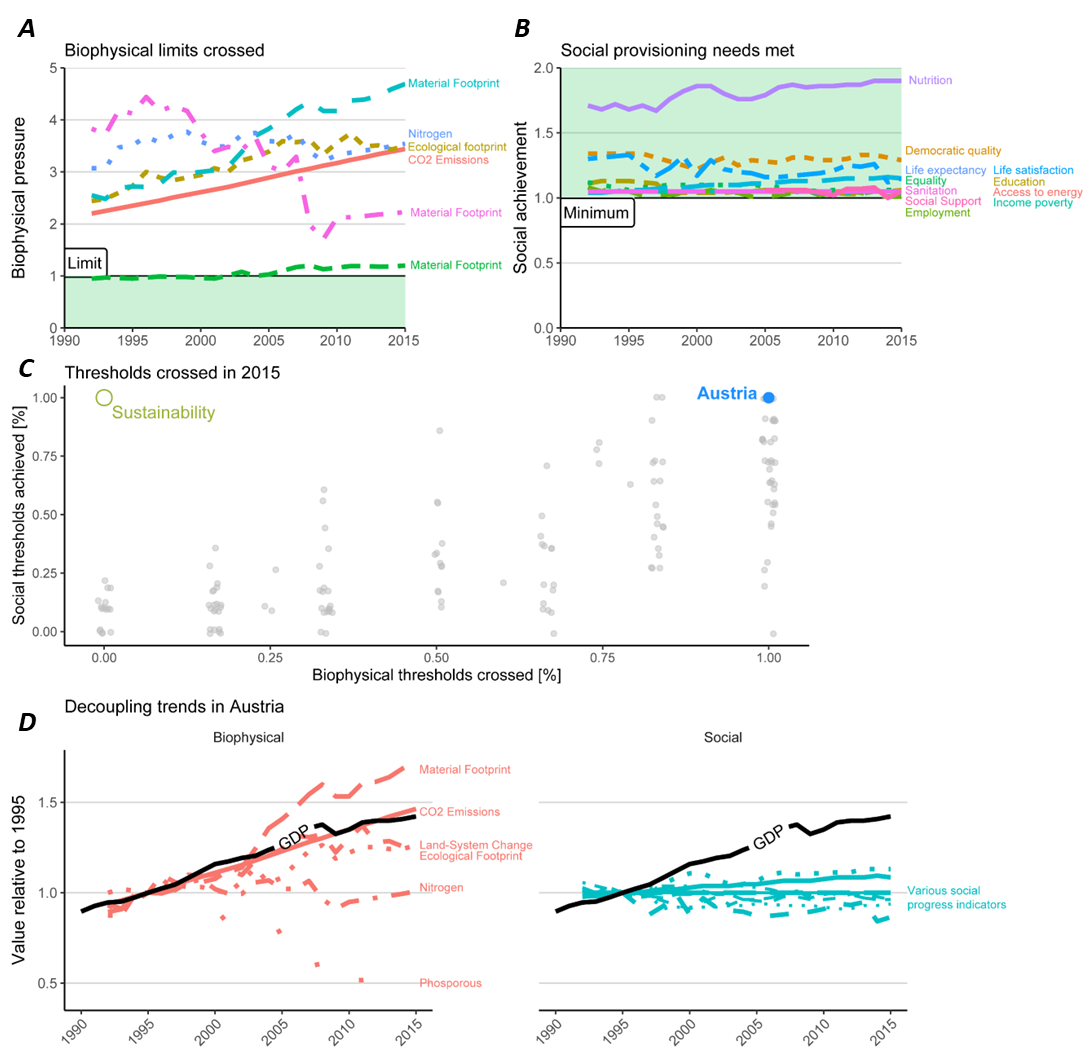 A
Biophysical limits crossed
Biophysical pressure
5
4
3
2
1
0
Limit
1990
1995
2000
2005
2010
2015
Material Footprint
Nitrogen
Ecological footprint
CO2 Emissions
Material Footprint
Material Footprint
B
Social provisioning needs met
Social achievement
2.0
1.5
1.0
0.5
0.0
Minimum
1990
1995
2000
2005
2010
2015
Nutrition
Democratic quality
Life expectancy Life satisfaction
Equality Education
Sanitation Access to energy
Social Support Income poverty
Employment
C
Thresholds crossed in 2015
Social thresholds achieved [%]
1.00
0.75
0.50
0.25
0.00
Sustainability
Austria
0.00
0.25
0.50
0.75
1.00
Biophysical thresholds crossed [%]
Decoupling trends in Austria
D
Biophysical
Social
Value relative to 1995
1.5
1.0
0.5
GDP
Material Footprint
CO2 Emissions
Land-System Change
Ecological Footprint
Nitrogen
Phosporous
1990
1995
2000
2005
2010
2015
GDP
Various social
progress indicators
1990
1995
2000
2005
2010
2015